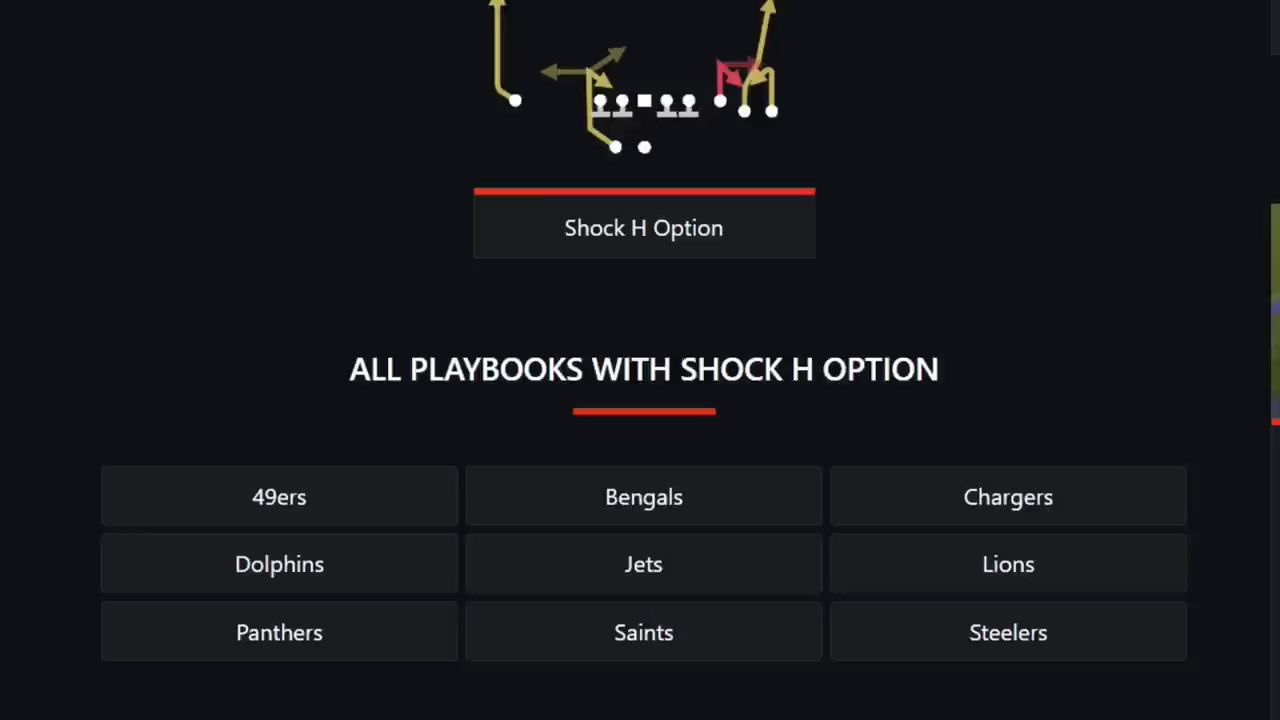 Shock H Option
ALL PLAYBOOKS WITH SHOCK H OPTION
49ers Bengals Chargers
Dolphins Jets Lions
Panthers Saints Steelers